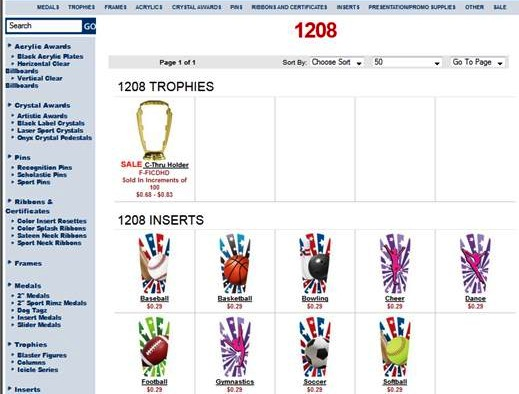 MEDALS TROPHIES FRAMES ACRYLICS CRYSTAL AWARDS PINS RIBBONS AND CERTIFICATES INSERTS PRESENTATION/PROMO SUPPLIES OTHER SALE
Search GO
1208
Page 1 of 1 Sort By: Choose Sort 50 Go To Page
Acrylic Awards
Black Acrylic Plates
Horizontal Clear
Billboards
Vertical Clear
Billboards
Crystal Awards
Artistic Awards
Black Label Crystals
Laser Sport Crystals
Onyx Crystal Pedestals
Pins
Recognition Pins
Scholastic Pins
Sport Pins
Ribbons &
Certificates
Color Insert Rosettes
Color Splash Ribbons
Sateen Neck Ribbons
Sport Neck Ribbons
Frames
Medals
2" Medals
2" Sport Rimz Medals
Dog Tagz
Insert Medals
Slider Medals
Trophies
Blaster Figures
Columns
Icicle Series
Inserts
1208 TROPHIES
SALE C-Thru Holder
F-FICDHD
Sold In Increments of
100
$0.68 - $0.83
1208 INSERTS
Baseball Basketball Bowling Cheer Dance
$0.29 $0.29 $0.29 $0.29 $0.29
Football Gymnastics Soccer Softball
$0.29 $0.29 $0.29 $0.29